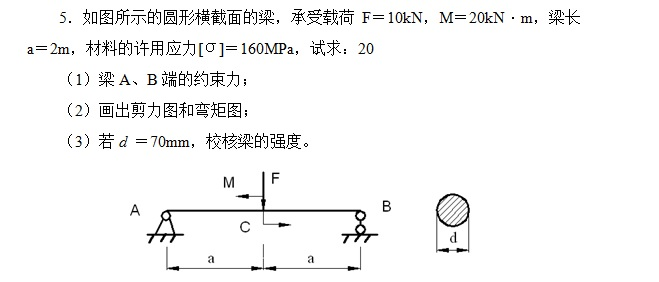 5．如图所示的圆形横截面的梁，承受载荷 F＝10kN，M＝20kN · m，梁长
a＝2m，材料的许用应力[σ]＝160MPa，试求：20
（1）梁 A、B 端的约束力；
（2）画出剪力图和弯矩图；
（3）若 d ＝70mm，校核梁的强度。
M F
A B
C
d
a a